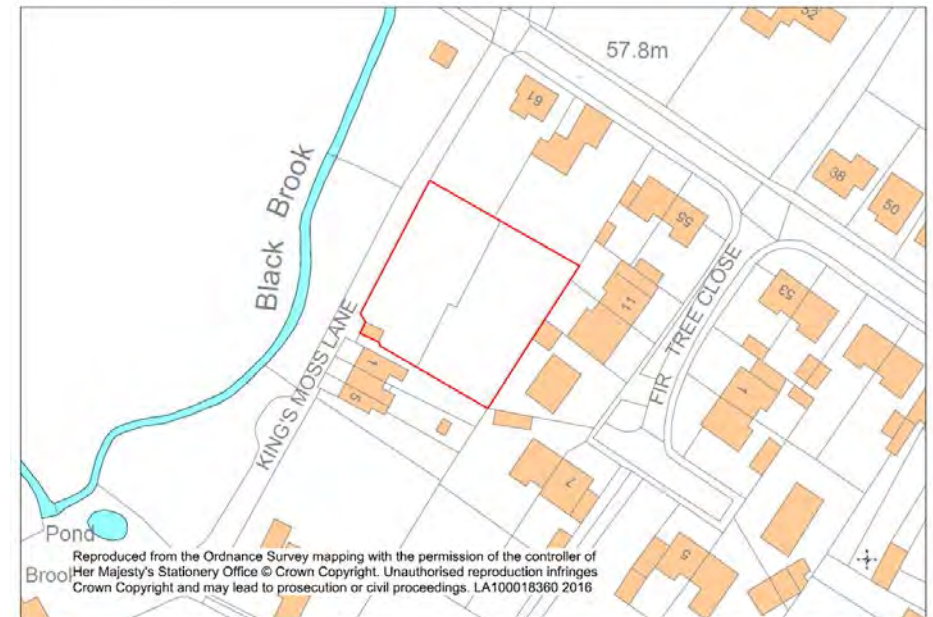 52
57.8m
61
Black Brook
38
50
55
FIR TREE CLOSE
11
53
KING'S MOSS LANE
1
5
1
7
5
Pond
Brool
Reproduced from the Ordnance Survey mapping with the permission of the controller of
Her Majesty's Stationery Office © Crown Copyright. Unauthorised reproduction infringes
Crown Copyright and may lead to prosecution or civil proceedings. LA100018360 2016